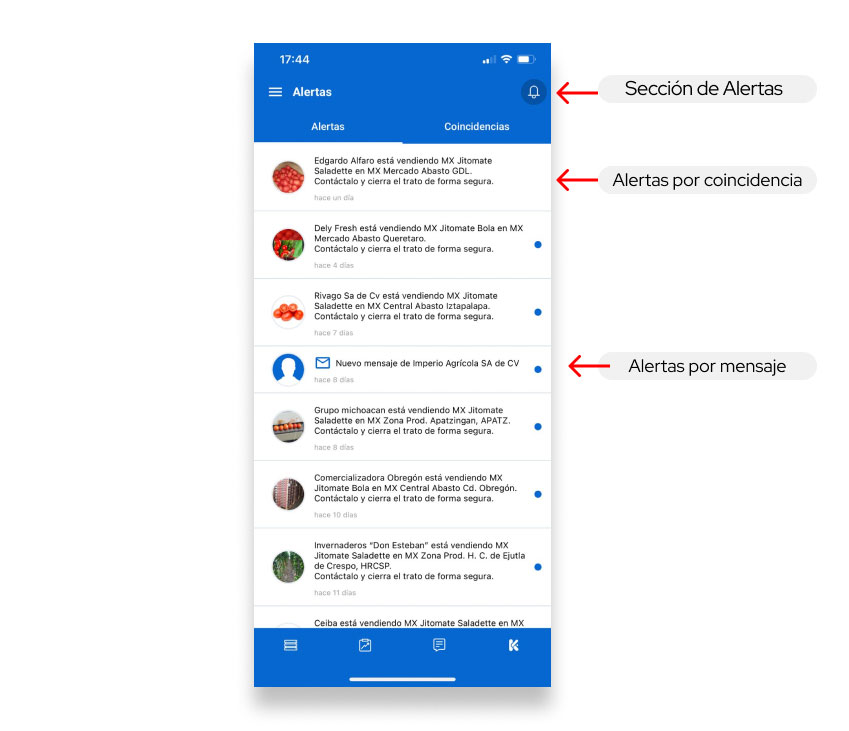 17:44
Alertas
Sección de Alertas
Alertas
Coincidencias
Edgardo Alfaro está vendiendo MX Jitomate
Saladette en MX Mercado Abasto GDL.
Contáctalo y cierra el trato de forma segura.
hace un día
Alertas por coincidencia
Dely Fresh está vendiendo MX Jitomate Bola en MX
Mercado Abasto Queretaro.
Contáctalo y cierra el trato de forma segura.
hace 4 días
Rivago Sa de Cv está vendiendo MX Jitomate
Saladette en MX Central Abasto Iztapalapa.
Contáctalo y cierra el trato de forma segura.
hace 7 días
Nuevo mensaje de Imperio Agrícola SA de CV
hace 8 días
Alertas por mensaje
Grupo michoacan está vendiendo MX Jitomate
Saladette en MX Zona Prod. Apatzingan, APATZ.
Contáctalo y cierra el trato de forma segura.
hace 8 días
Comercializadora Obregón está vendiendo MX
Jitomate Bola en MX Central Abasto Cd. Obregón.
Contáctalo y cierra el trato de forma segura.
hace 10 días
Invernaderos "Don Esteban" está vendiendo MX
Jitomate Saladette en MX Zona Prod. H. C. de Ejutla
de Crespo, HRCSP.
Contáctalo y cierra el trato de forma segura.
hace 11 días
Ceiba está vendiendo MX Jitomate Saladette en MX